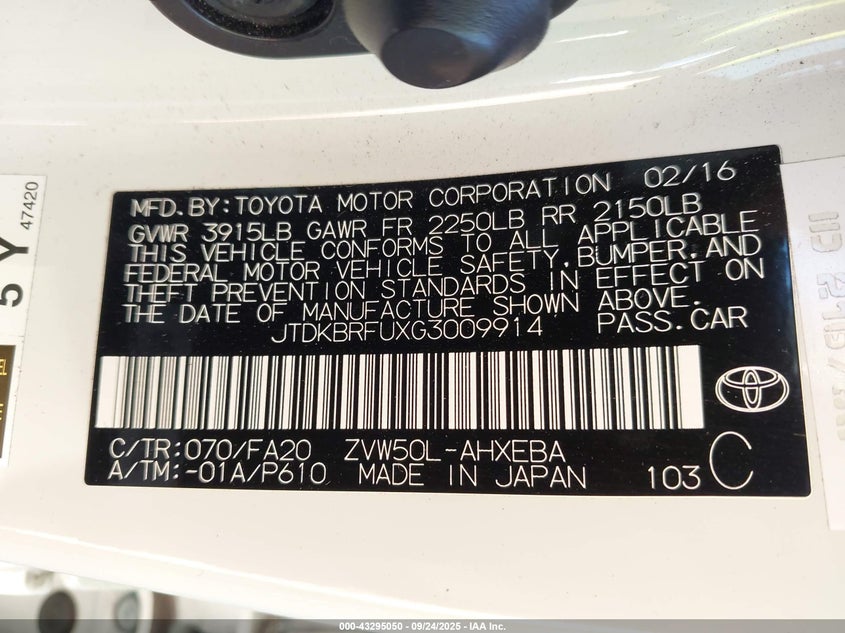 MFD.BY:TOYOTA MOTOR CORPORATION 02/16
GVWR 3915LB GAWR FR 2250LB RR 2150LB
THIS VEHICLE CONFORMS TO ALL APPLICABLE
FEDERAL MOTOR VEHICLE SAFETY,BUMPER,AND
THEFT PREVENTION STANDARDS IN EFFECT ON
THE DATE OF MANUFACTURE SHOWN ABOVE.
JTDKBRFUXG3009914 PASS.CAR
C/TR:070/FA20 ZVW50L-AHXEBA
A/TM:-01A/P610 MADE IN JAPAN 103 C
5 Y
47420
000-43295050 - 09/24/2025 - IAA Inc.